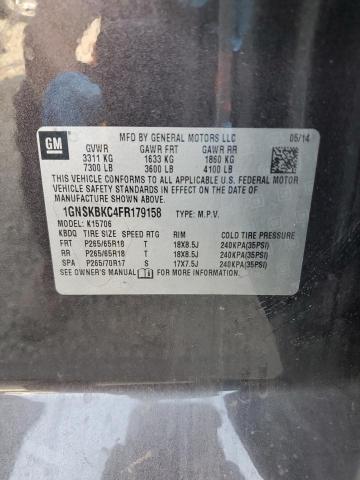 GM
MFD BY GENERAL MOTORS LLC 05/14
GVWR GAWR FRT GAWR RR
3311 KG 1633 KG 1860 KG
7300 LB 3600 LB 4100 LB
THIS VEHICLE CONFORMS TO ALL APPLICABLE U.S. FEDERAL MOTOR
VEHICLE SAFETY STANDARDS IN EFFECT ON THE DATE OF
MANUFACTURE SHOWN ABOVE.
1GNSKBKC4FR179158 TYPE: M.P.V.
MODEL: K15706
KBDQ TIRE SIZE SPEED RTG RIM COLD TIRE PRESSURE
FRT P265/65R18 T 18X8.5J 240KPA(35PSI)
RR P265/65R18 T 18X8.5J 240KPA(35PSI)
SPA P265/70R17 S 17X7.5J 240KPA(35PSI)
SEE OWNER'S MANUAL FOR MORE INFORMATION